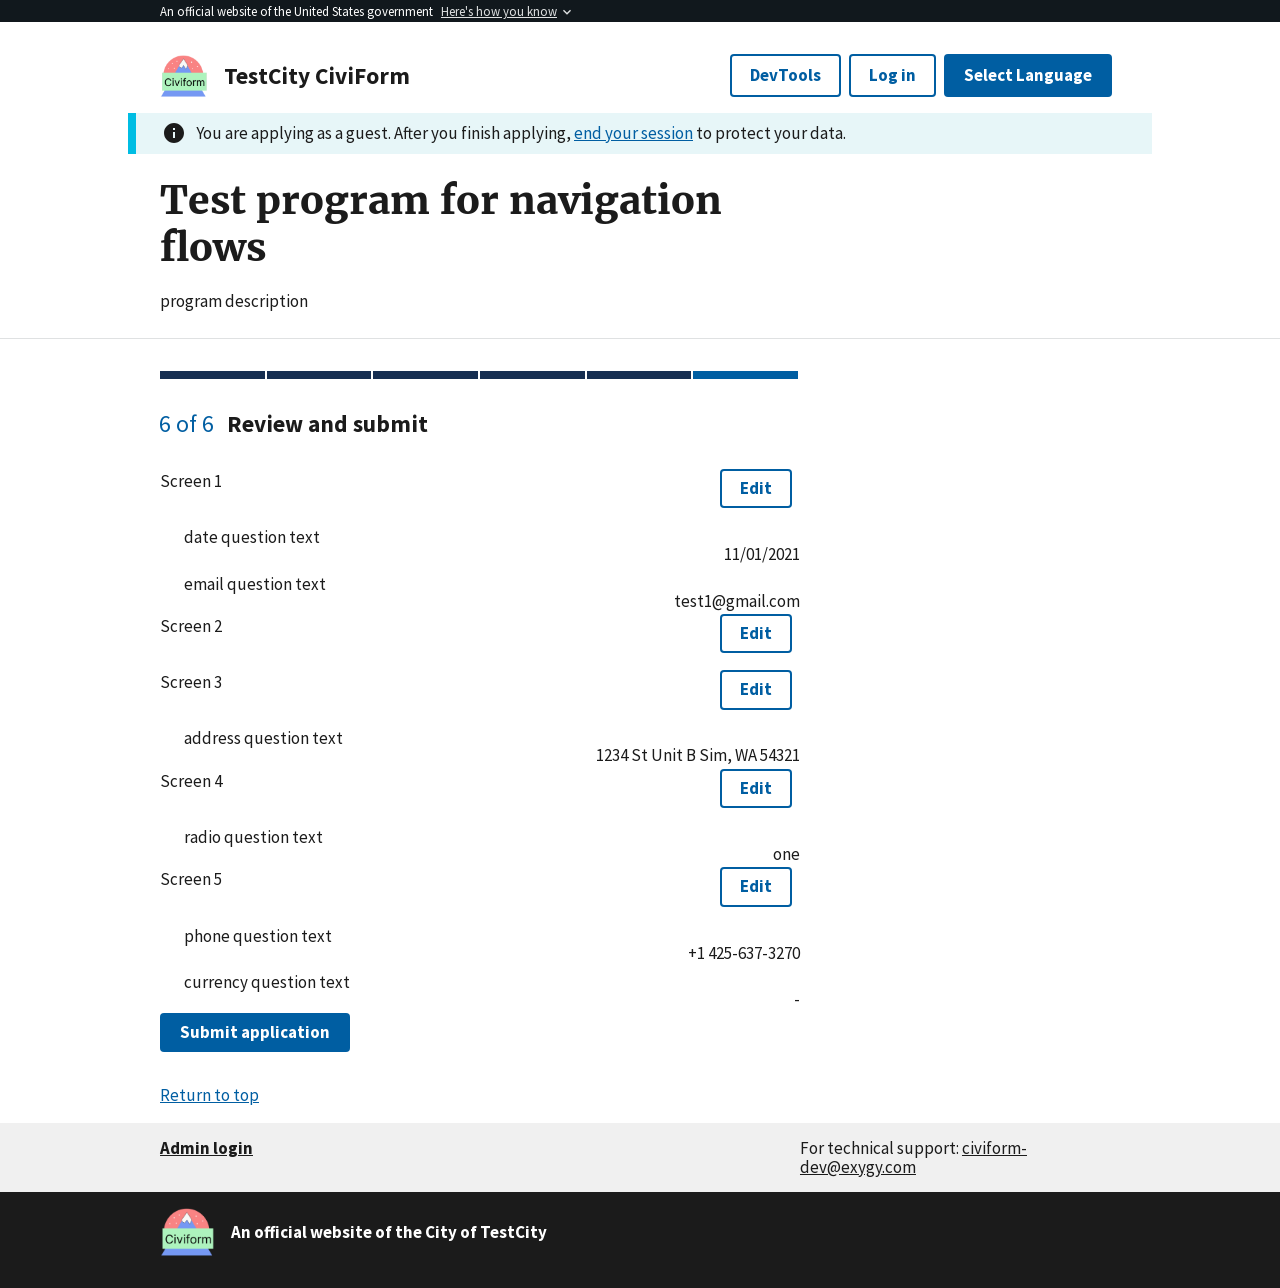 An official website of the United States government Here's how you know
Civiform
TestCity CiviForm
DevTools
Log in
Select Language
You are applying as a guest. After you finish applying, end your session to protect your data.
Test program for navigation
flows
program description
6 of 6 Review and submit
Screen 1
Edit
date question text
11/01/2021
email question text
test1@gmail.com
Screen 2
Edit
Screen 3
Edit
address question text
1234 St Unit B Sim, WA 54321
Screen 4
Edit
radio question text
one
Screen 5
Edit
phone question text
+1 425-637-3270
currency question text
-
Submit application
Return to top
Admin login
For technical support: civiform-
dev@exygy.com
Civiform
An official website of the City of TestCity